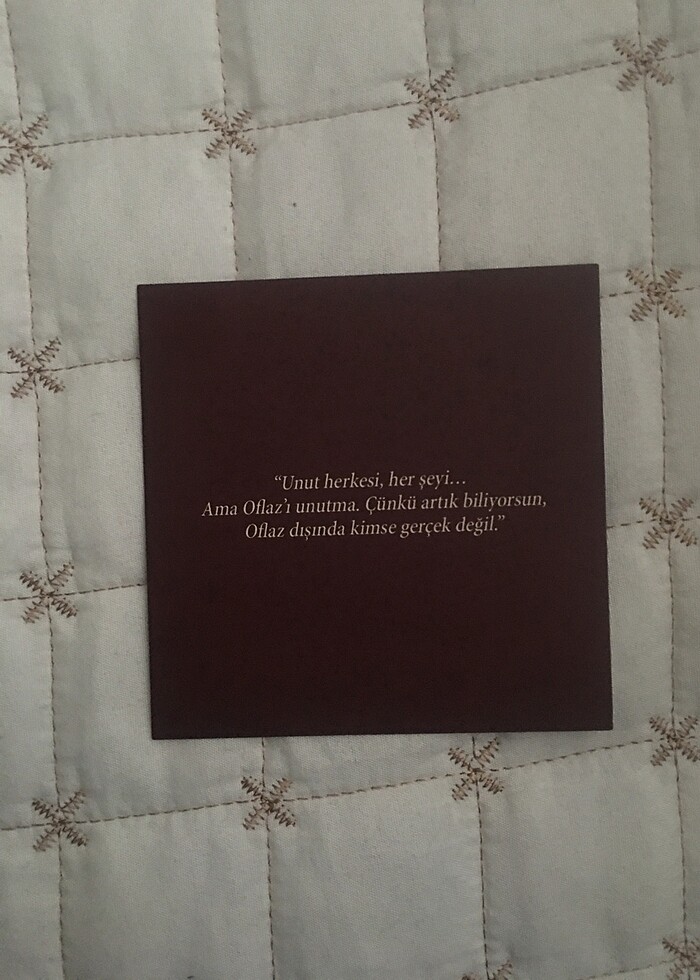 “Unut herkesi, her şeyi…
Ama Oflaz’ı unutma. Çünkü artık biliyorsun,
Oflaz dışında kimse gerçek değil.”